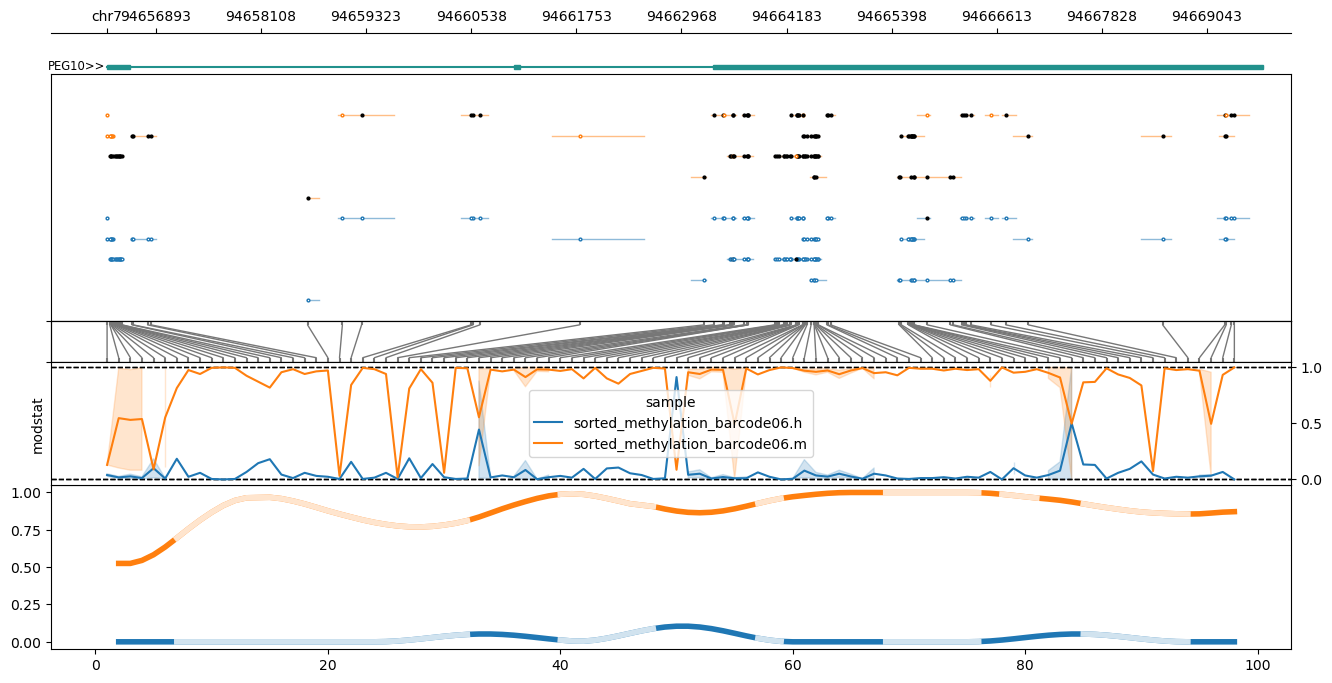 chr794656893 94658108 94659323 94660538 94661753 94662968 94664183 94665398 94666613 94667828 94669043
PEG10>>
1.0
modstat
sample
sorted_methylation_barcode06.h
0.5
sorted_methylation_barcode06.m
0.0
1.00
0.75
0.50
0.25
0.00
0 20 40 60 80 100